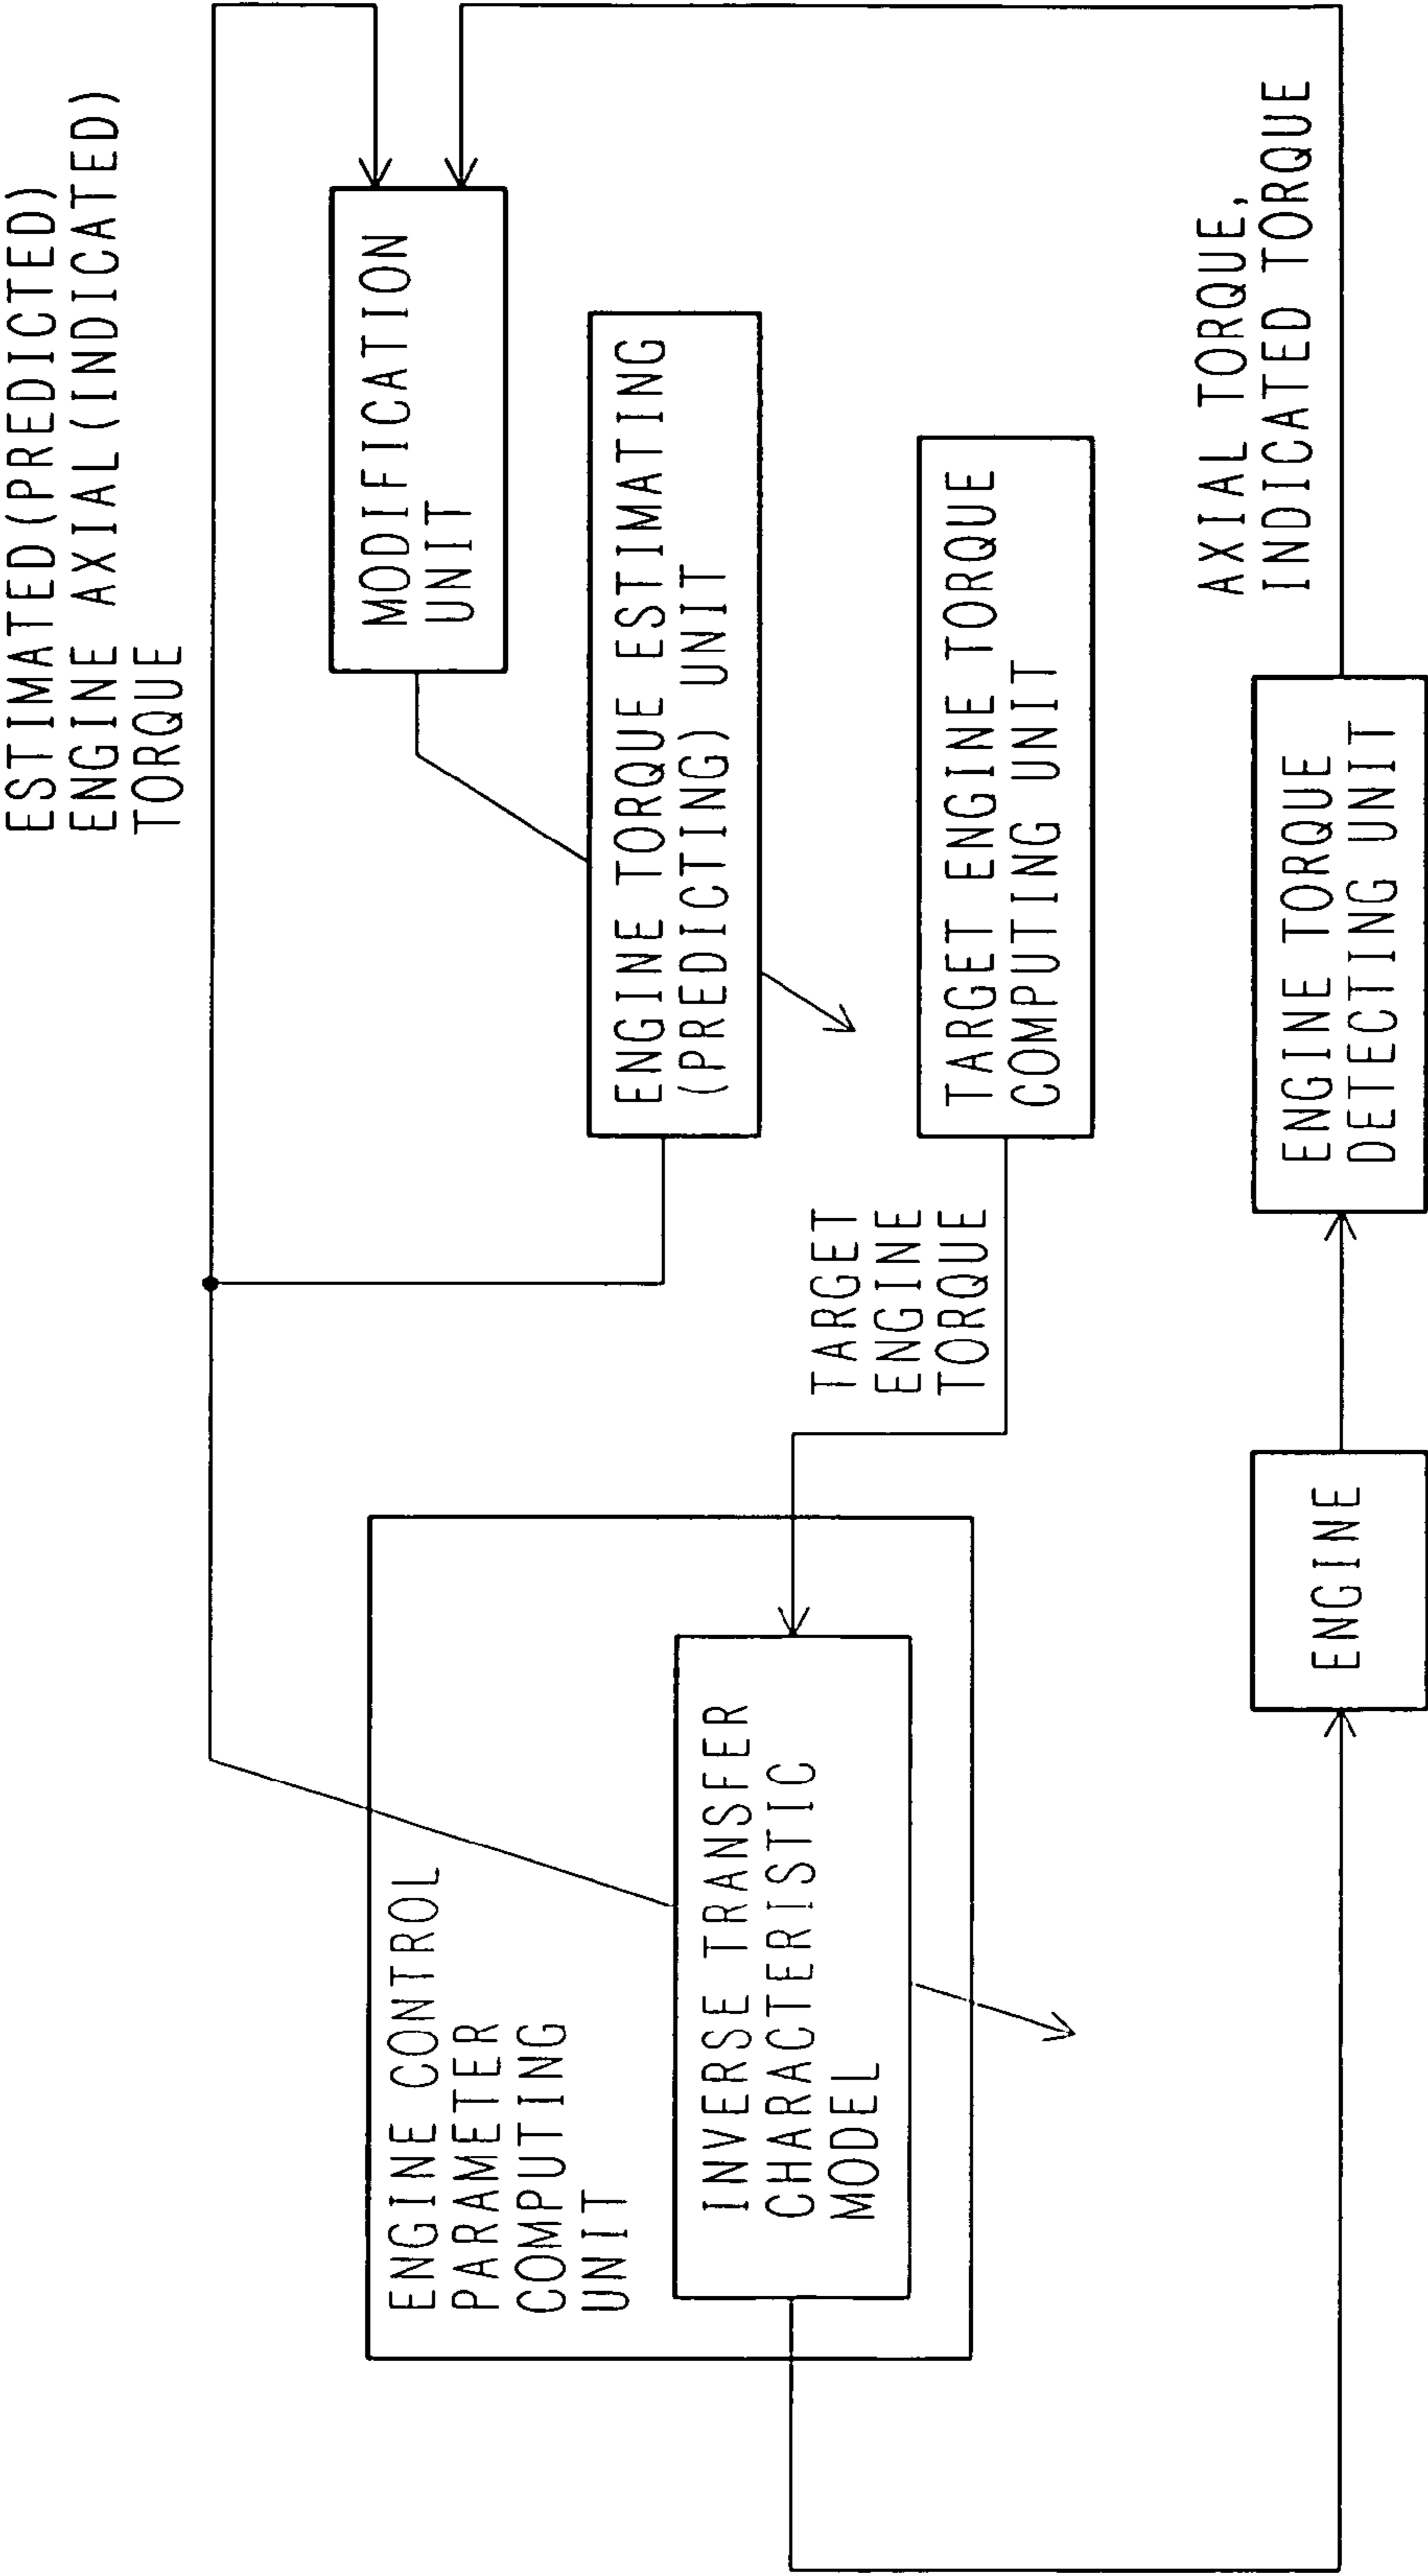 ESTIMATED(PREDICTED)
ENGINE AXIAL(INDICATED)
TORQUE
MODIFICATION
UNIT
ENGINE TORQUE ESTIMATING
(PREDICTING) UNIT
ENGINE CONTROL
PARAMETER
COMPUTING
UNIT
INVERSE TRANSFER
CHARACTERISTIC
MODEL
TARGET
ENGINE
TORQUE
TARGET ENGINE TORQUE
COMPUTING UNIT
AXIAL TORQUE,
INDICATED TORQUE
ENGINE
ENGINE TORQUE
DETECTING UNIT